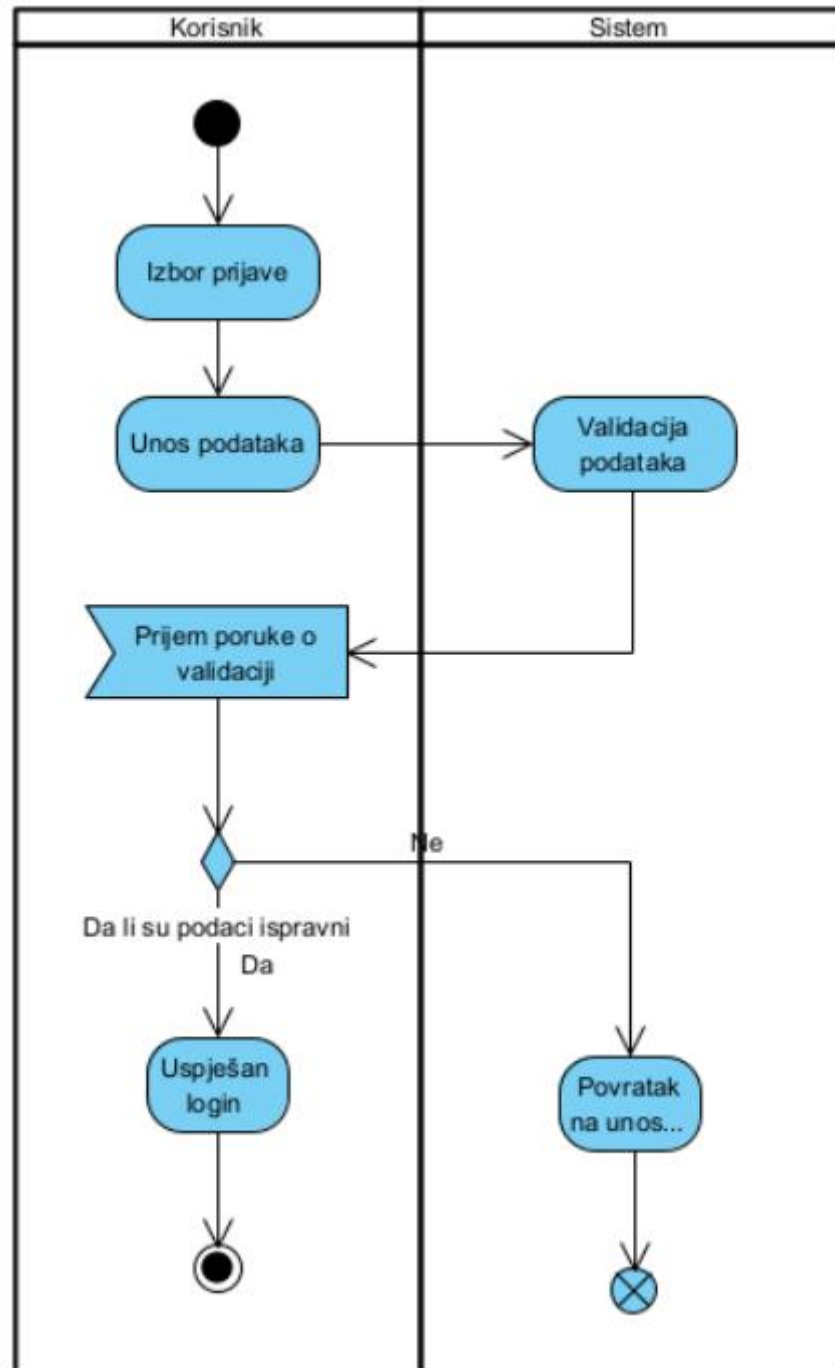 Korisnik
Sistem
Izbor prijave
Unos podataka
Validacija
podataka
Prijem poruke o
validaciji
Ne
Da li su podaci ispravni
Da
Uspješan
login
Povratak
na unos...